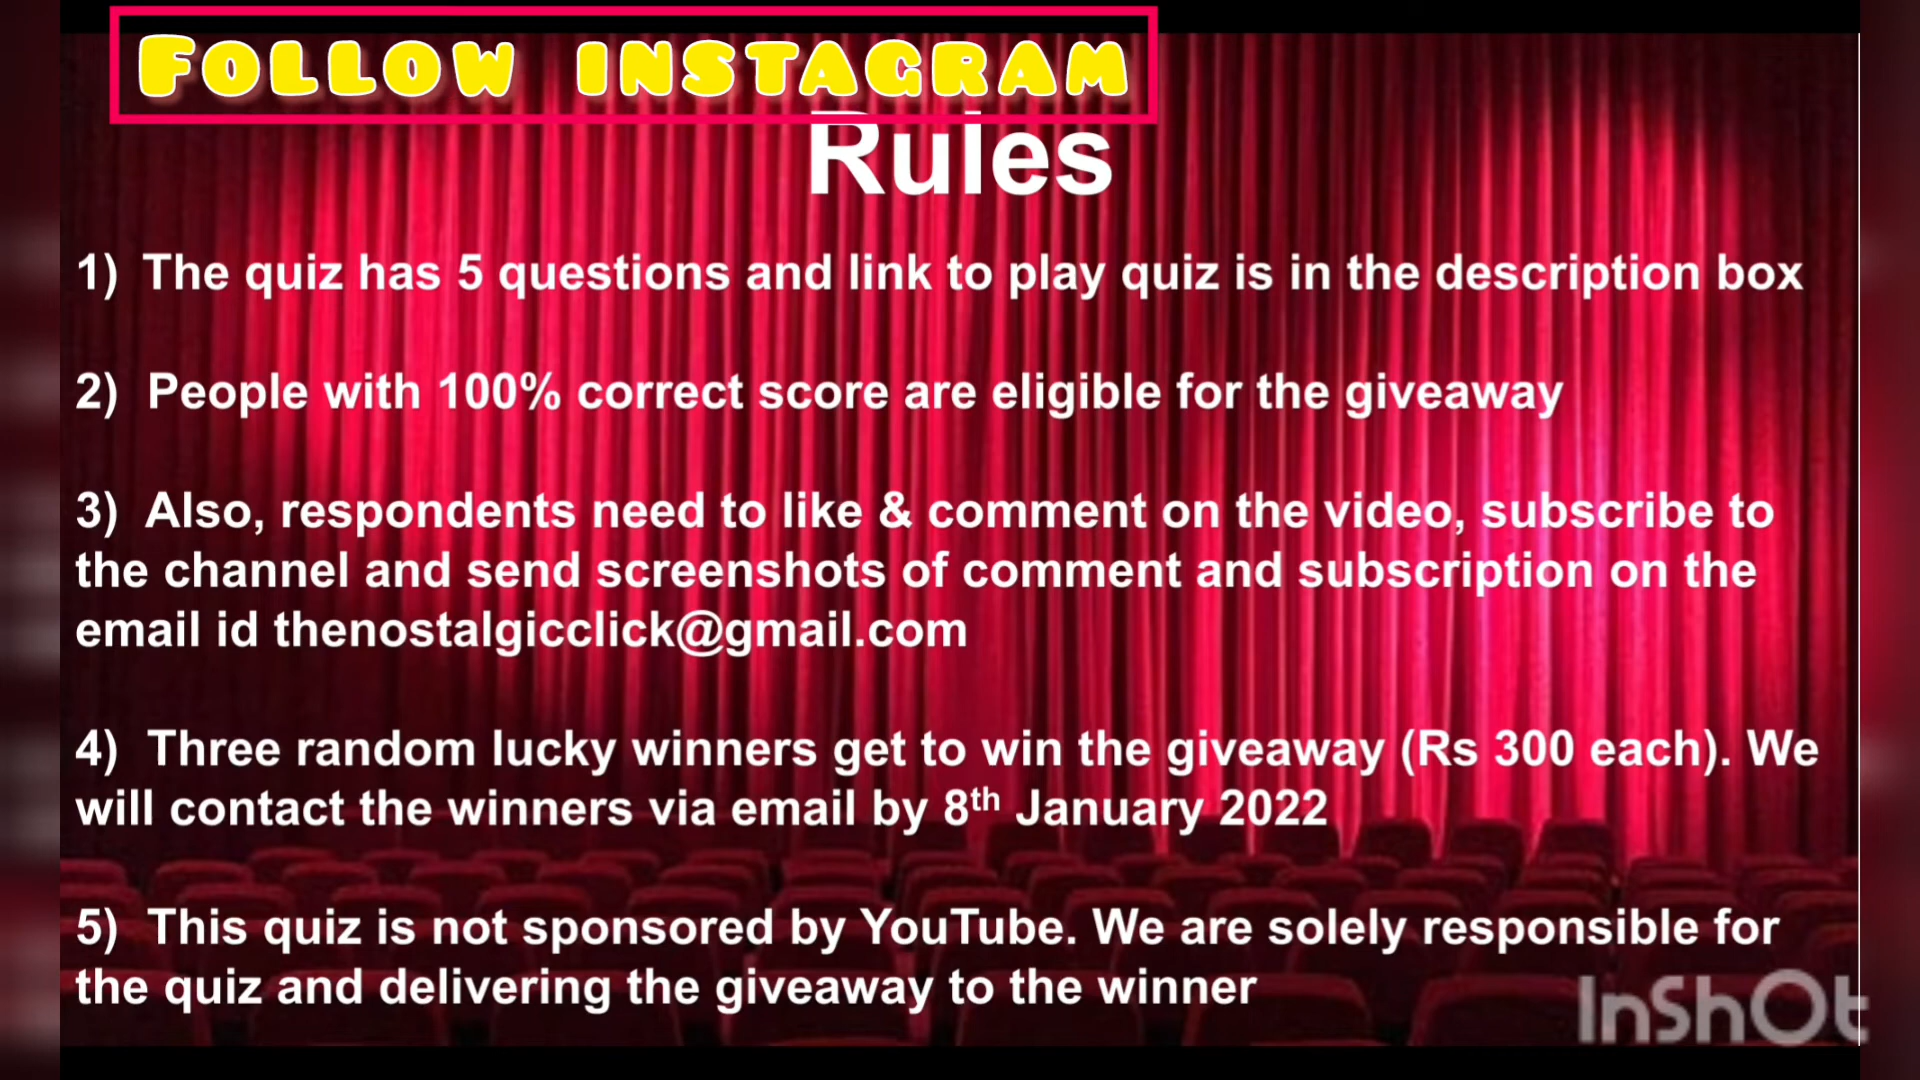 FOLLOW INSTAGRAM
Rules
1) The quiz has 5 questions and link to play quiz is in the description box
2) People with 100% correct score are eligible for the giveaway
3) Also, respondents need to like & comment on the video, subscribe to
the channel and send screenshots of comment and subscription on the
email id thenostalgicclick@gmail.com
4) Three random lucky winners get to win the giveaway (Rs 300 each). We
will contact the winners via email by 8th January 2022
5) This quiz is not sponsored by YouTube. We are solely responsible for
the quiz and delivering the giveaway to the winner
InShOt